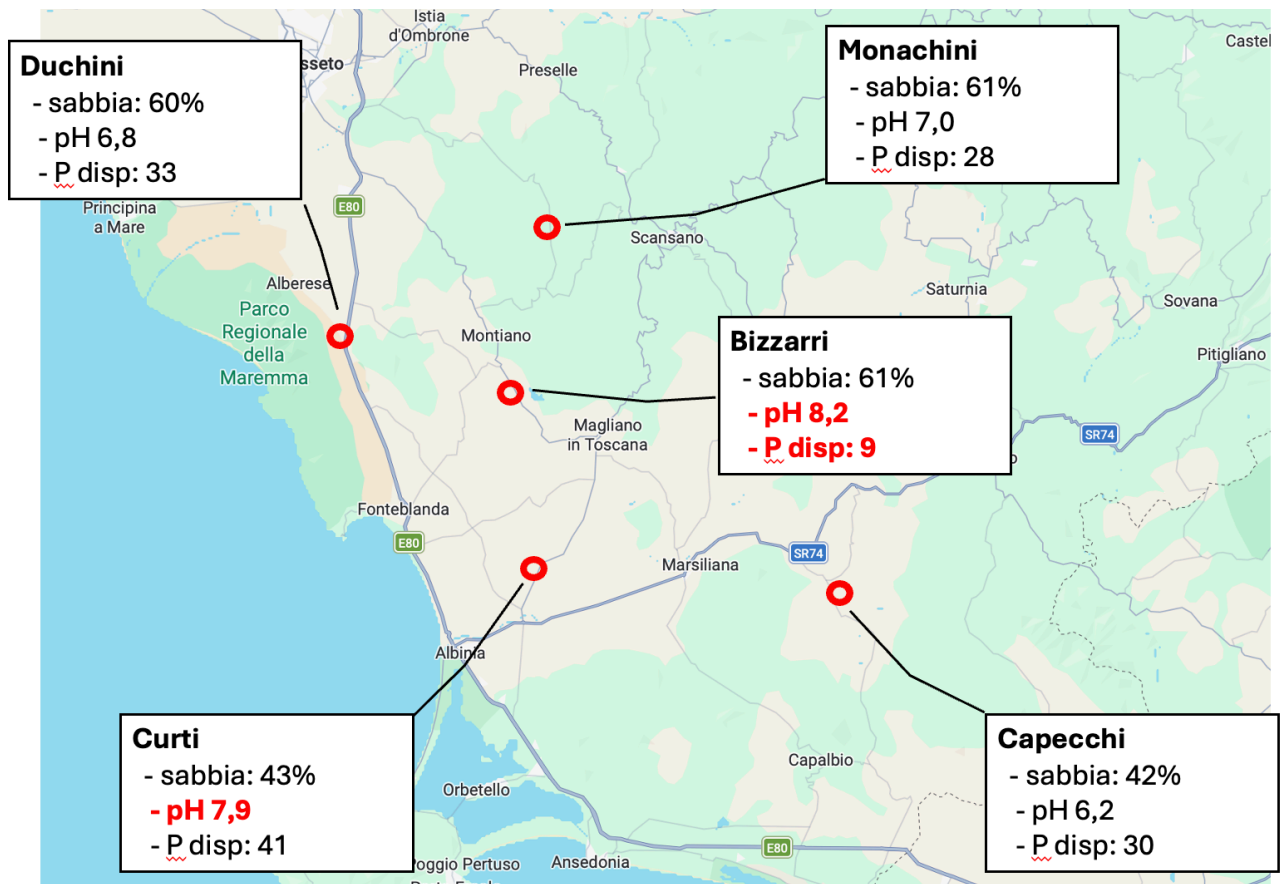 Istia
d'Ombrone
Castel
Duchini
- sabbia: 60%
- pH 6,8
- P disp: 33
sseto
Preselle
Monachini
- sabbia: 61%
- pH 7,0
- P disp: 28
Principina
a Mare
E80
Scansano
Alberese
Saturnia
Sovana
Parco
Regionale
della
Maremma
Montiano
Pitigliano
Bizzarri
- sabbia: 61%
- pH 8,2
- P disp: 9
Magliano
in Toscana
SR74
o
Fonteblanda
E80
SR74
Marsiliana
Albinia
Curti
- sabbia: 43%
- pH 7,9
- P disp: 41
Capecchi
- sabbia: 42%
- pH 6,2
- P disp: 30
Capalbio
Orbetello
E80
oggio Pertuso
Ansedonia